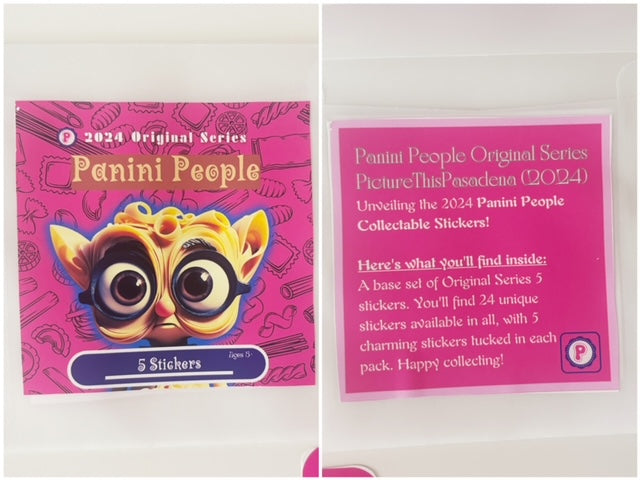 P 2024 Original Series
Panini People
5 Stickers
Ages 5+
Panini People Original Series
PictureThisPasadena (2024)
Unveiling the 2024 Panini People
Collectable Stickers!
Here's what you'll find inside:
A base set of Original Series 5
stickers. You'll find 24 unique
stickers available in all, with 5
charming stickers tucked in each
pack. Happy collecting!
P